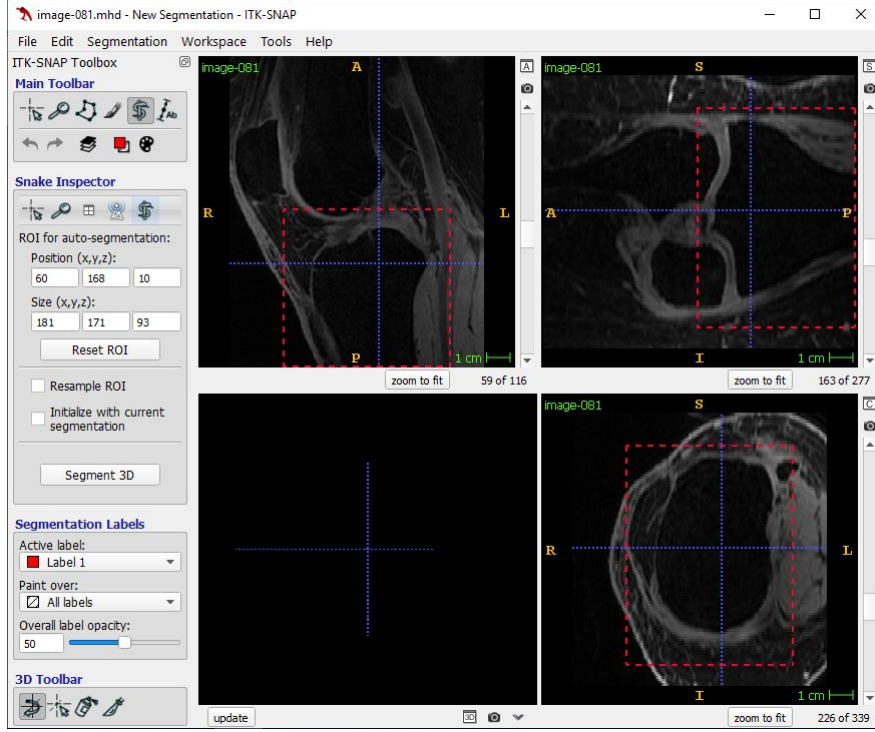 image-081.mhd - New Segmentation - ITK-SNAP
File Edit Segmentation Workspace Tools Help
ITK-SNAP Toolbox
Main Toolbar
Ab
Snake Inspector
ROI for auto-segmentation:
Position (x,y,z):
60 168 10
Size (x,y,z):
181 171 93
Reset ROI
Resample ROI
Initialize with current
segmentation
Segment 3D
Segmentation Labels
Active label:
Label 1
Paint over:
All labels
Overall label opacity:
50
3D Toolbar
image-081
A
A
R
L
P
1 cm
zoom to fit 59 of 116
image-081
S
S
A
P
I
1 cm
zoom to fit 163 of 277
update
3D
image-081
S
C
R
L
I
1 cm
zoom to fit 226 of 339